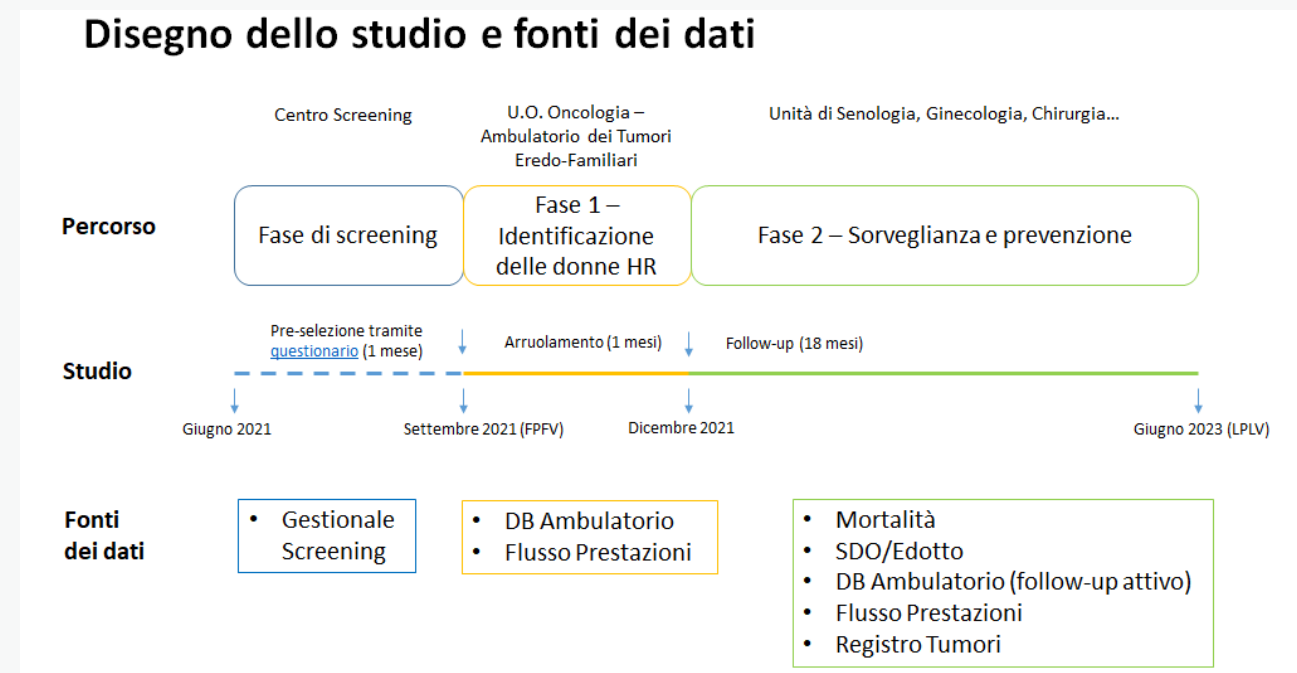 Disegno dello studio e fonti dei dati
Centro Screening
U.O. Oncologia –
Ambulatorio dei Tumori
Eredo-Familiari
Unità di Senologia, Ginecologia, Chirurgia...
Percorso
Fase di screening
Fase 1 –
Identificazione
delle donne HR
Fase 2 – Sorveglianza e prevenzione
Studio
Pre-selezione tramite
questionario (1 mese)
Arruolamento (1 mesi)
Follow-up (18 mesi)
Giugno 2021
Settembre 2021 (FPFV)
Dicembre 2021
Giugno 2023 (LPLV)
Fonti
dei dati
• Gestionale
Screening
• DB Ambulatorio
• Flusso Prestazioni
• Mortalità
• SDO/Edotto
• DB Ambulatorio (follow-up attivo)
• Flusso Prestazioni
• Registro Tumori